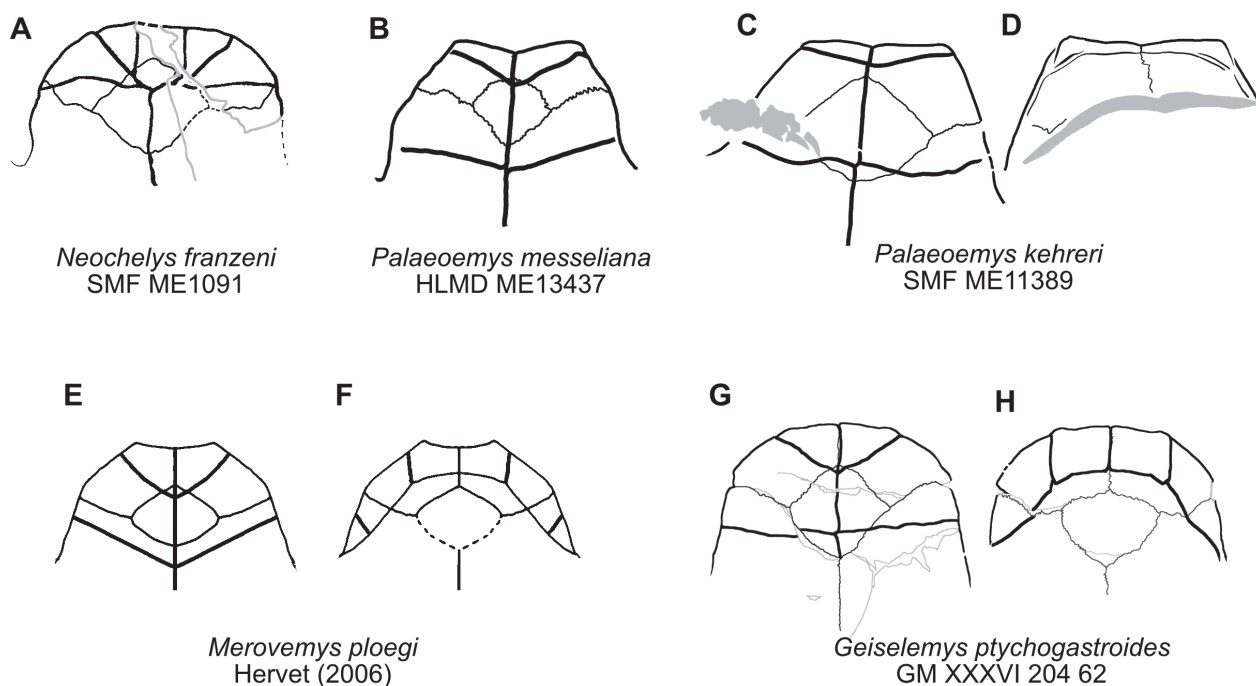 A
B
C
D
Neochelys franzeni
SMF ME1091
Palaeoemys messeliana
HLMD ME13437
Palaeoemys kehreri
SMF ME11389
E
F
G
H
Merovemys ploegi
Hervet (2006)
Geiselemys ptychogastroides
GM XXXVI 204 62